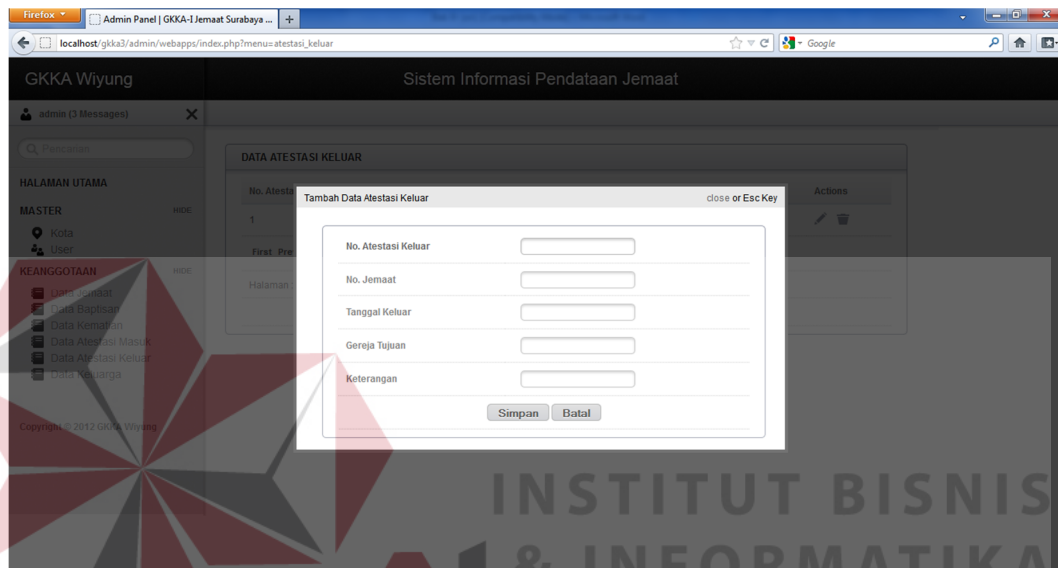 Firefox
Admin Panel | GKKA-I Jemaat Surabaya ...
localhost/gkka3/admin/webapps/index.php?menu=atestasi_keluar
Google
GKKA Wiyung
Sistem Informasi Pendataan Jemaat
admin (3 Messages)
Pencarian
HALAMAN UTAMA
MASTER HIDE
Kota
User
KEANGGOTAAN HIDE
Data Jemaat
Data Baptisan
Data Kematian
Data Atestasi Masuk
Data Atestasi Keluar
Data Keluarga
Copyright © 2012 GKKA Wiyung
DATA ATESTASI KELUAR
No. Atesta
Actions
1
First Pre
Halaman :
Tambah Data Atestasi Keluar
close or Esc Key
No. Atestasi Keluar
No. Jemaat
Tanggal Keluar
Gereja Tujuan
Keterangan
Simpan Batal
INSTITUT BISNIS
& INFORMATIKA